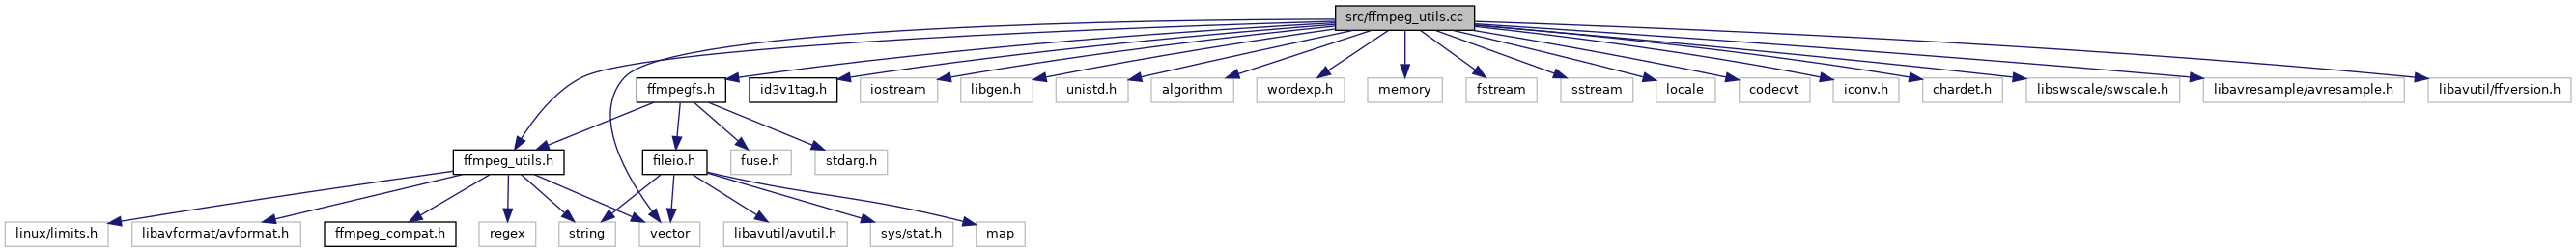 src/ffmpeg_utils.cc
ffmpegfs.h
id3v1tag.h
iostream
libgen.h
unistd.h
algorithm
wordexp.h
memory
fstream
sstream
locale
codecvt
iconv.h
chardet.h
libswscale/swscale.h
libavresample/avresample.h
libavutil/ffversion.h
ffmpeg_utils.h
fileio.h
fuse.h
stdarg.h
linux/limits.h
libavformat/avformat.h
ffmpeg_compat.h
regex
string
vector
libavutil/avutil.h
sys/stat.h
map